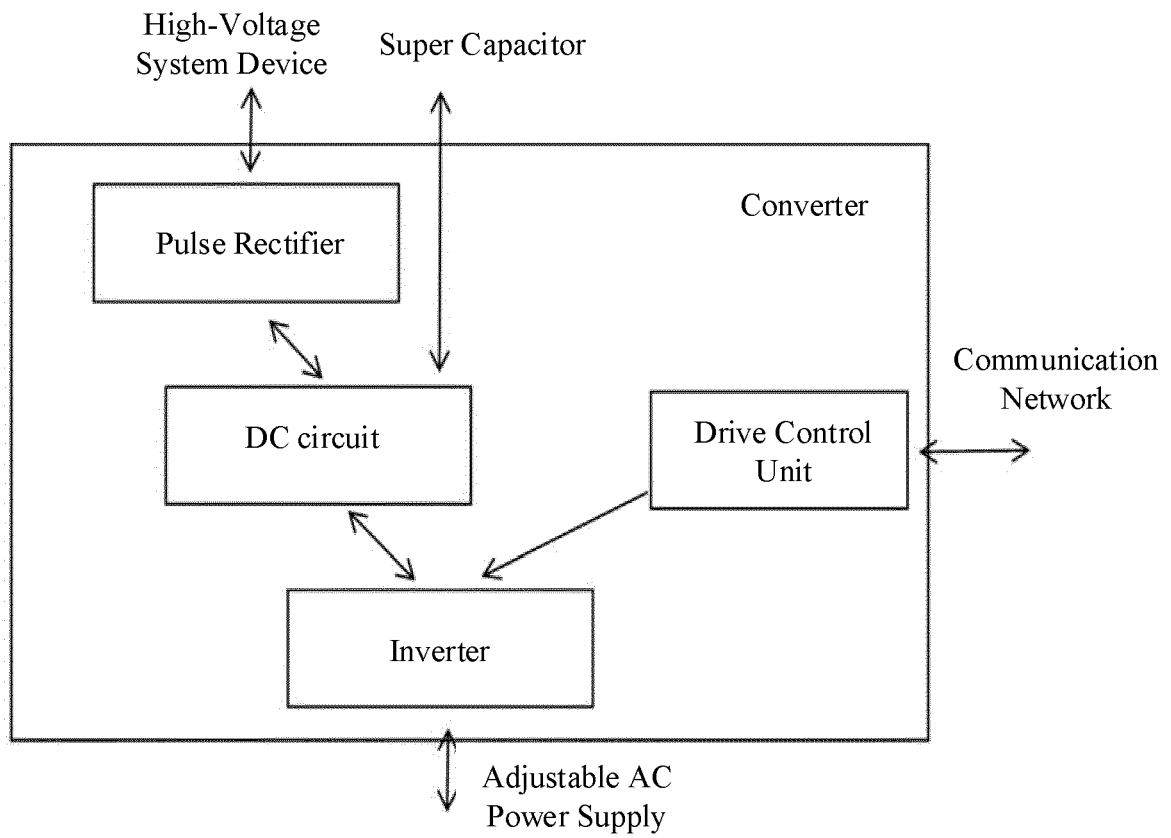 High-Voltage
System Device
Super Capacitor
Converter
Pulse Rectifier
Communication
Network
DC circuit
Drive Control
Unit
Inverter
Adjustable AC
Power Supply